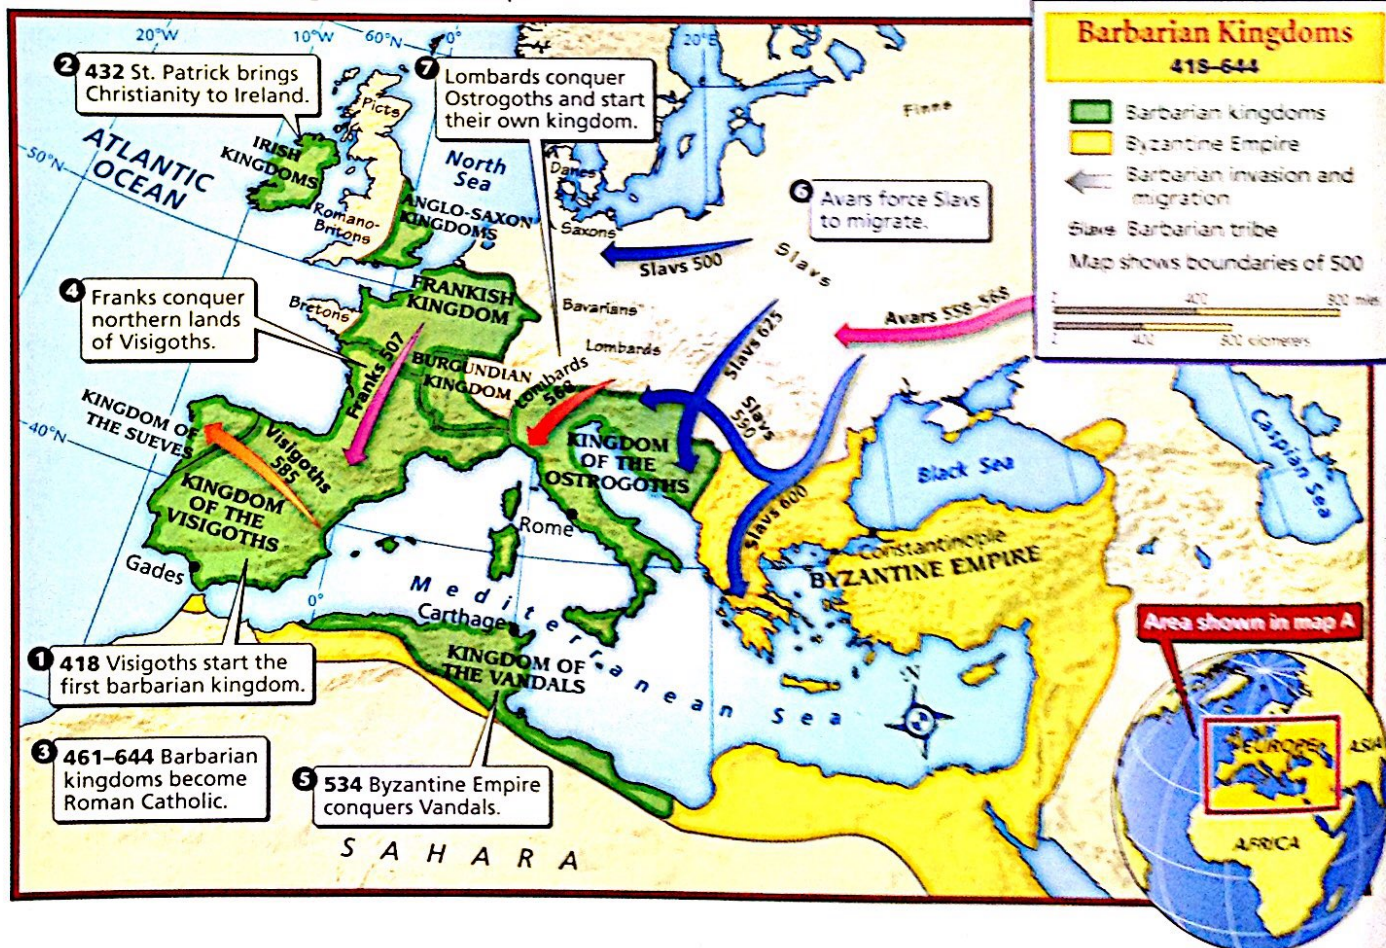 Barbarian Kingdoms
418–644
Barbarian kingdoms
Byzantine Empire
Barbarian invasion and
migration
Slavs Barbarian tribe
Map shows boundaries of 500
400
800 miles
400
800 kilometers
20°W
10°W
60°N
0°
20°E
50°N
40°N
0°
2 432 St. Patrick brings
Christianity to Ireland.
7 Lombards conquer
Ostrogoths and start
their own kingdom.
6 Avars force Slavs
to migrate.
4 Franks conquer
northern lands
of Visigoths.
1 418 Visigoths start the
first barbarian kingdom.
3 461–644 Barbarian
kingdoms become
Roman Catholic.
5 534 Byzantine Empire
conquers Vandals.
ATLANTIC
OCEAN
IRISH
KINGDOMS
Picts
North
Sea
Romano-
Britons
ANGLO-SAXON
KINGDOMS
Danes
Saxons
Finns
Slavs
Slavs 500
Bretons
FRANKISH
KINGDOM
Bavarians
Lombards
Slavs 625
Avars 558–568
Franks 507
BURGUNDIAN
KINGDOM
Lombards
568
Slavs
590
KINGDOM OF
THE SUEVES
Visigoths
585
KINGDOM
OF THE
VISIGOTHS
KINGDOM
OF THE
OSTROGOTHS
Black Sea
Caspian Sea
Slavs 600
Rome
Constantinople
BYZANTINE EMPIRE
Gades
Mediterranean Sea
Carthage
KINGDOM OF
THE VANDALS
N
SAHARA
Area shown in map A
EUROPE
ASIA
AFRICA